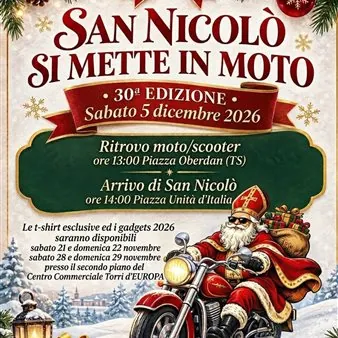 SAN NICOLÒ
SI METTE IN MOTO
• 30ª EDIZIONE •
Sabato 5 dicembre 2026
Ritrovo moto/scooter
ore 13:00 Piazza Oberdan (TS)
Arrivo di San Nicolò
ore 14:00 Piazza Unità d'Italia
Le t-shirt esclusive ed i gadgets 2026
saranno disponibili
sabato 21 e domenica 22 novembre
sabato 28 e domenica 29 novembre
presso il secondo piano del
Centro Commerciale Torri d'EUROPA